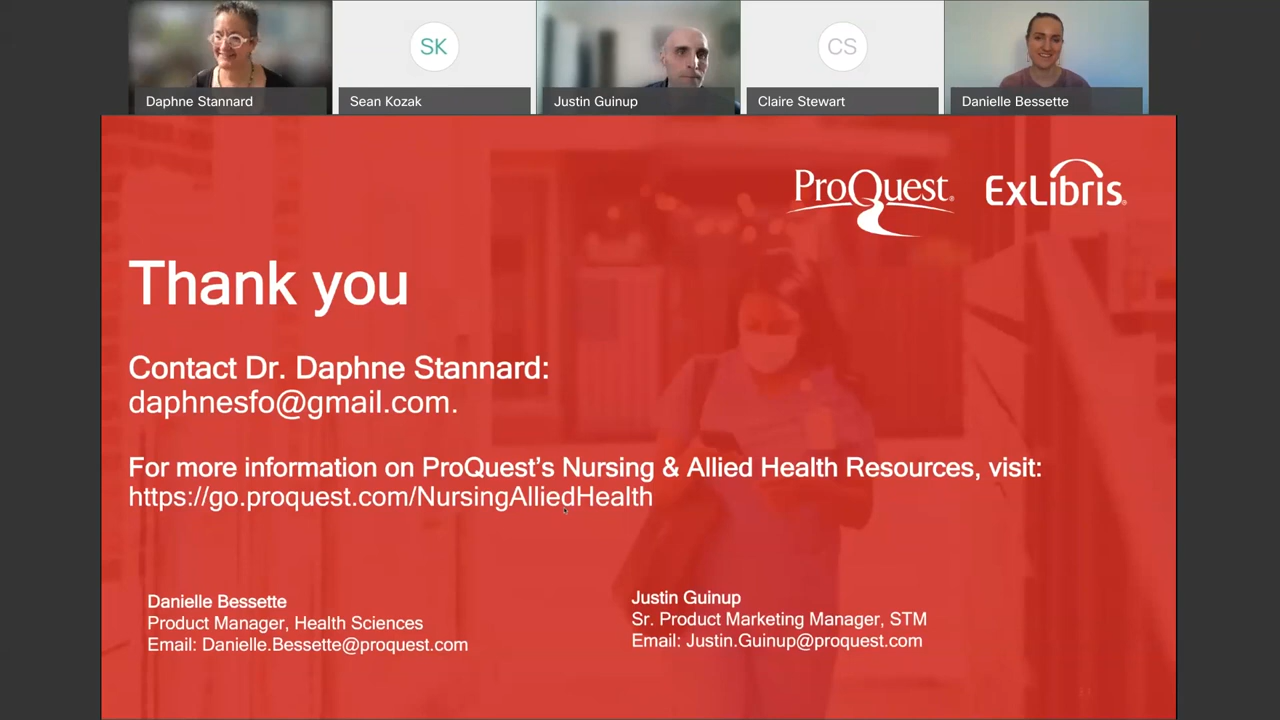 SK
CS
Daphne Stannard
Sean Kozak
Justin Guinup
Claire Stewart
Danielle Bessette
ProQuest®
ExLibris®
Thank you
Contact Dr. Daphne Stannard:
daphnesfo@gmail.com.
For more information on ProQuest's Nursing & Allied Health Resources, visit:
https://go.proquest.com/NursingAlliedHealth
Danielle Bessette
Product Manager, Health Sciences
Email: Danielle.Bessette@proquest.com
Justin Guinup
Sr. Product Marketing Manager, STM
Email: Justin.Guinup@proquest.com